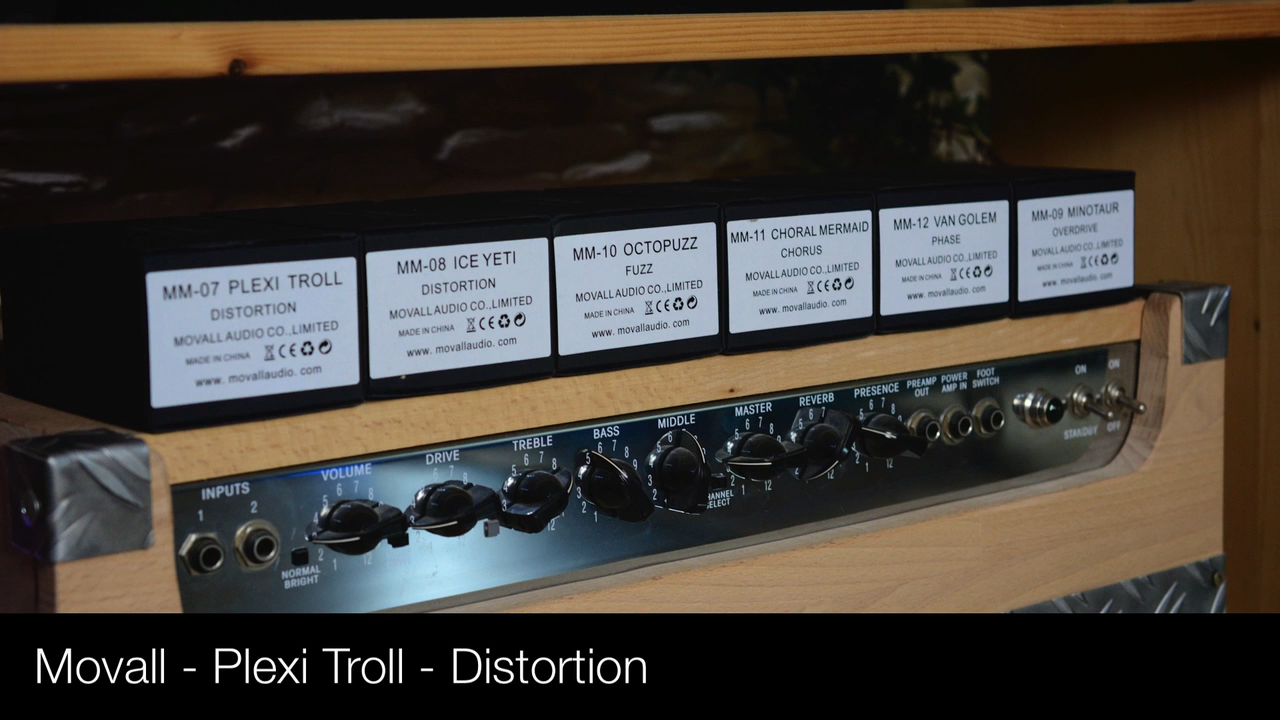 MM-07 PLEXI TROLL
DISTORTION
MOVALL AUDIO CO.,LIMITED
MADE IN CHINA
www. movallaudio. com
MM-08 ICE YETI
DISTORTION
MOVALL AUDIO CO.,LIMITED
MADE IN CHINA
www. movallaudio. com
MM-10 OCTOPUZZ
FUZZ
MOVALL AUDIO CO.,LIMITED
MADE IN CHINA
www. movallaudio. com
MM-11 CHORAL MERMAID
CHORUS
MOVALL AUDIO CO.,LIMITED
MADE IN CHINA
www. movallaudio. com
MM-12 VAN GOLEM
PHASE
MOVALL AUDIO CO.,LIMITED
MADE IN CHINA
www. movallaudio. com
MM-09 MINOTAUR
OVERDRIVE
MOVALL AUDIO CO.,LIMITED
MADE IN CHINA
www. movallaudio. com
INPUTS
1 2
NORMAL
BRIGHT
VOLUME
DRIVE
TREBLE
BASS
MIDDLE
SELECT
MASTER
REVERB
PRESENCE
PREAMP
OUT
POWER
AMP IN
FOOT
SWITCH
ON
STANDBY
ON
OFF
Movall - Plexi Troll - Distortion